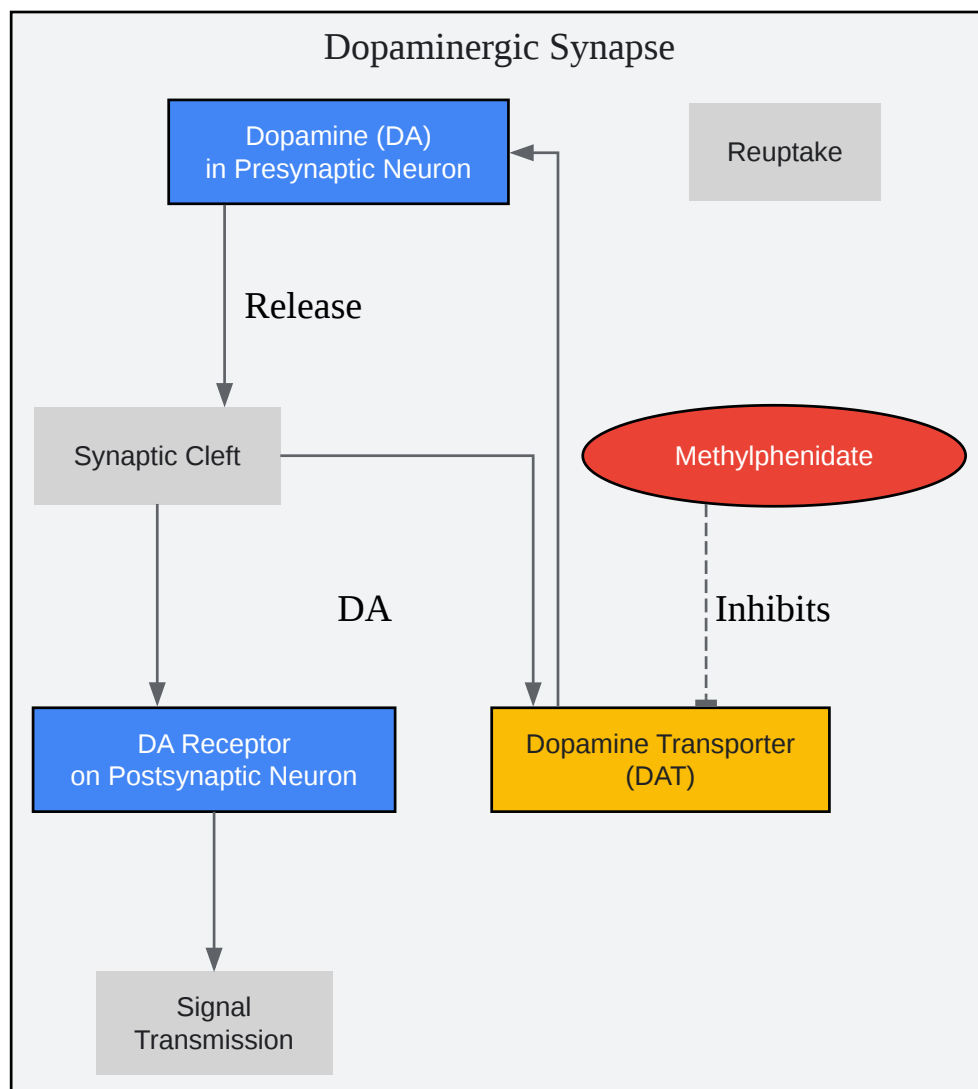 Dopaminergic Synapse
Dopamine (DA)
in Presynaptic Neuron
Reuptake
Release
Synaptic Cleft
Methylphenidate
DA
Inhibits
DA Receptor
on Postsynaptic Neuron
Dopamine Transporter
(DAT)
Signal
Transmission